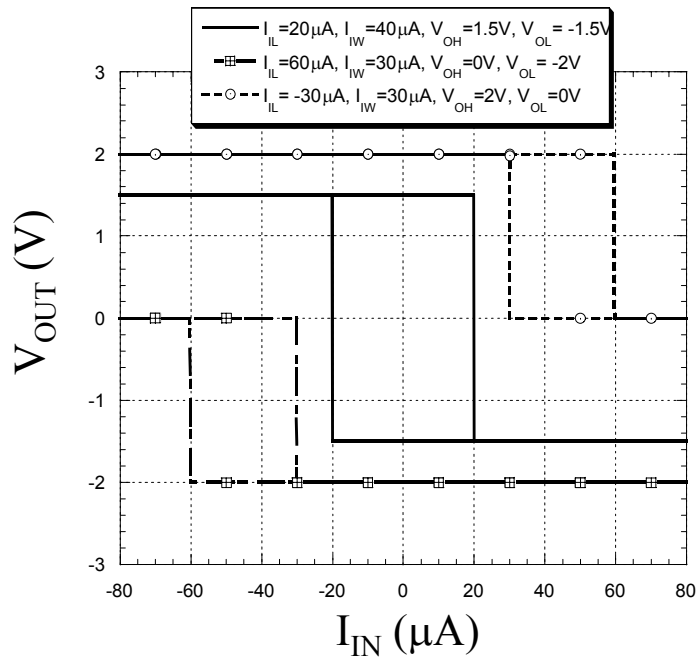 I_IL=20μA, I_IW=40μA, V_OH=1.5V, V_OL= -1.5V
I_IL=60μA, I_IW=30μA, V_OH=0V, V_OL= -2V
I_IL= -30μA, I_IW=30μA, V_OH=2V, V_OL=0V
3
2
1
0
-1
-2
-3
V_OUT (V)
-80 -60 -40 -20 0 20 40 60 80
I_IN (μA)